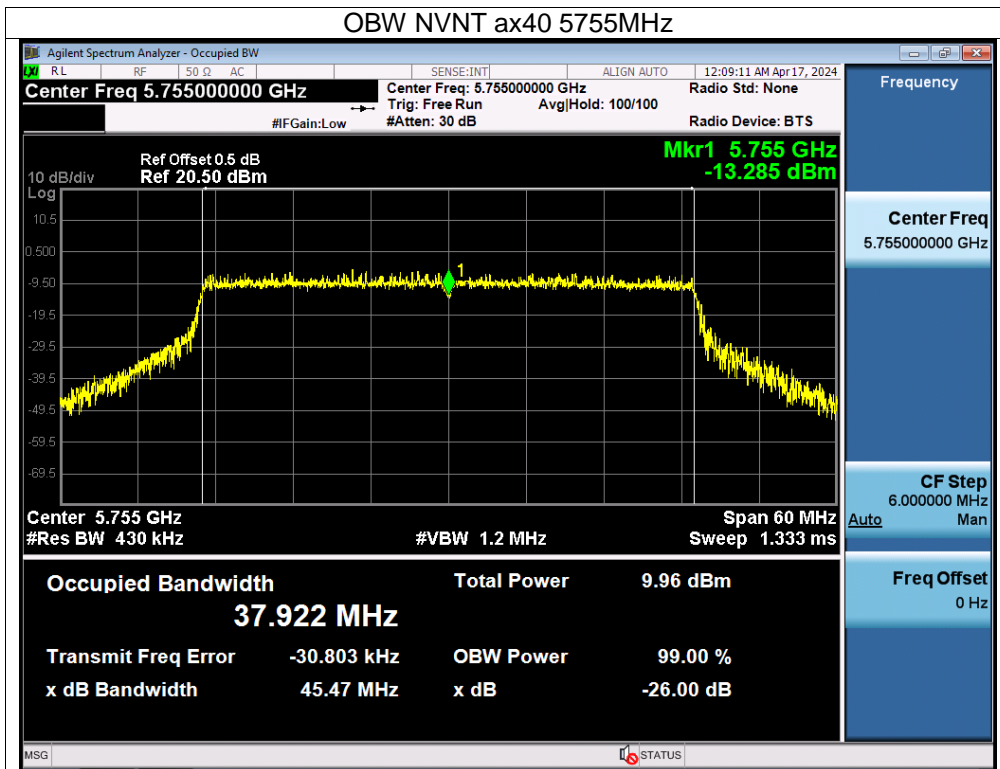 OBW NVNT ax40 5755MHz
Agilent Spectrum Analyzer - Occupied BW
LXI RL RF 50 Ω AC SENSE:INT ALIGN AUTO 12:09:11 AM Apr 17, 2024
Center Freq 5.755000000 GHz
Center Freq: 5.755000000 GHz Radio Std: None
Trig: Free Run Avg|Hold: 100/100
#IFGain:Low #Atten: 30 dB Radio Device: BTS
Mkr1 5.755 GHz
-13.285 dBm
Ref Offset 0.5 dB
10 dB/div Ref 20.50 dBm
Log
10.5
0.500
-9.50
-19.5
-29.5
-39.5
-49.5
-59.5
-69.5
1
Center 5.755 GHz Span 60 MHz
#Res BW 430 kHz #VBW 1.2 MHz Sweep 1.333 ms
Occupied Bandwidth Total Power 9.96 dBm
37.922 MHz
Transmit Freq Error -30.803 kHz OBW Power 99.00 %
x dB Bandwidth 45.47 MHz x dB -26.00 dB
MSG STATUS
Frequency
Center Freq
5.755000000 GHz
CF Step
6.000000 MHz
Auto Man
Freq Offset
0 Hz